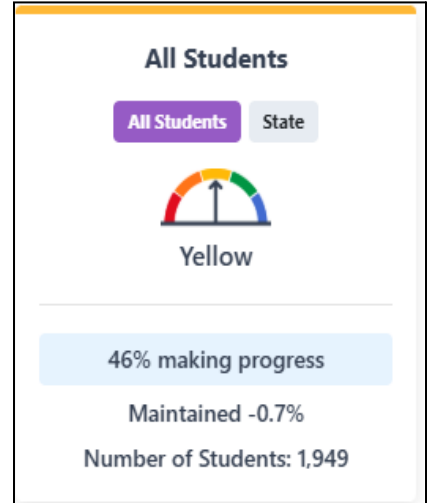 All Students
All Students State
Yellow
46% making progress
Maintained -0.7%
Number of Students: 1,949